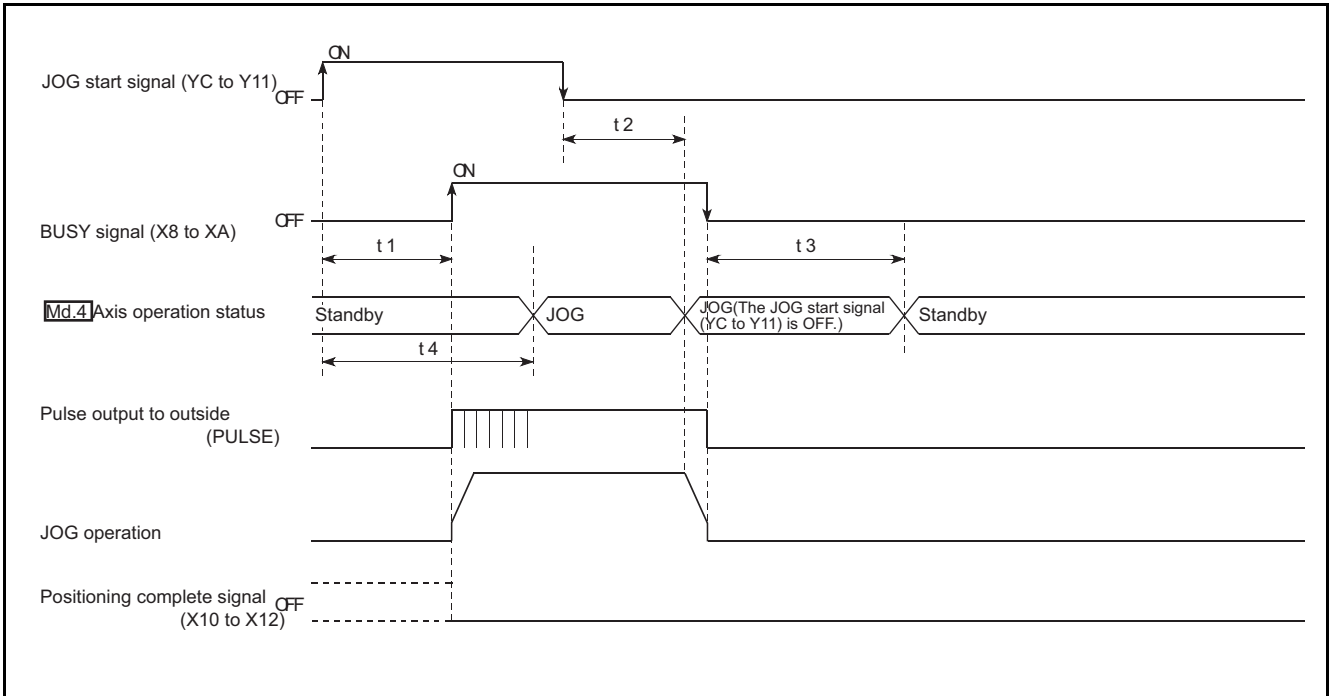 ON
JOG start signal (YC to Y11)
OFF
t 2
ON
OFF
BUSY signal (X8 to XA)
t 1
t 3
Md.4 Axis operation status
Standby
JOG
JOG(The JOG start signal
(YC to Y11) is OFF.)
Standby
t 4
Pulse output to outside
(PULSE)
JOG operation
Positioning complete signal
OFF
(X10 to X12)